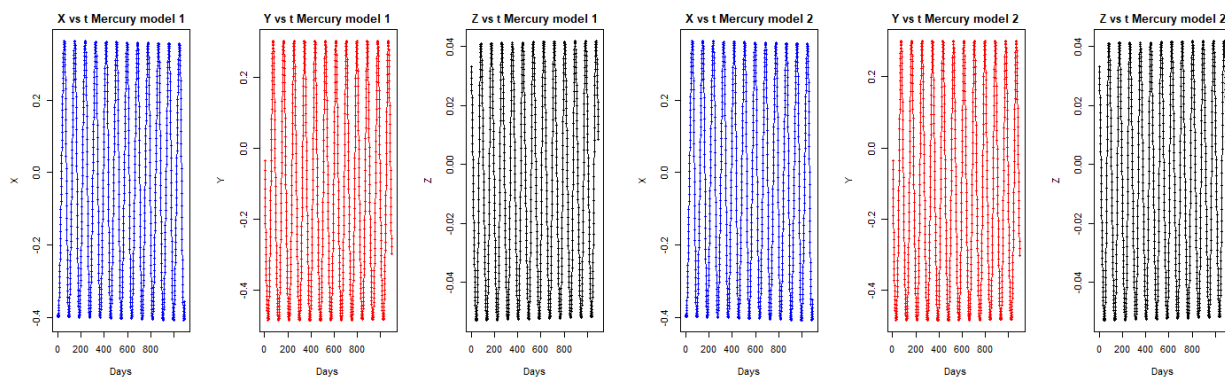 X vs t Mercury model 1
X
0.2
0.0
-0.2
-0.4
0 200 400 600 800
Days
Y vs t Mercury model 1
Y
0.2
0.0
-0.2
-0.4
0 200 400 600 800
Days
Z vs t Mercury model 1
Z
0.04
0.02
0.00
-0.02
-0.04
0 200 400 600 800
Days
X vs t Mercury model 2
X
0.2
0.0
-0.2
-0.4
0 200 400 600 800
Days
Y vs t Mercury model 2
Y
0.2
0.0
-0.2
-0.4
0 200 400 600 800
Days
Z vs t Mercury model 2
Z
0.04
0.02
0.00
-0.02
-0.04
0 200 400 600 800
Days